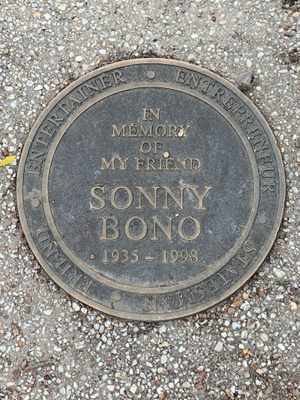 ENTERTAINER · ENTREPRENEUR · STATESMAN · FRIEND ·
IN
MEMORY
OF
MY FRIEND
SONNY
BONO
1935 – 1998